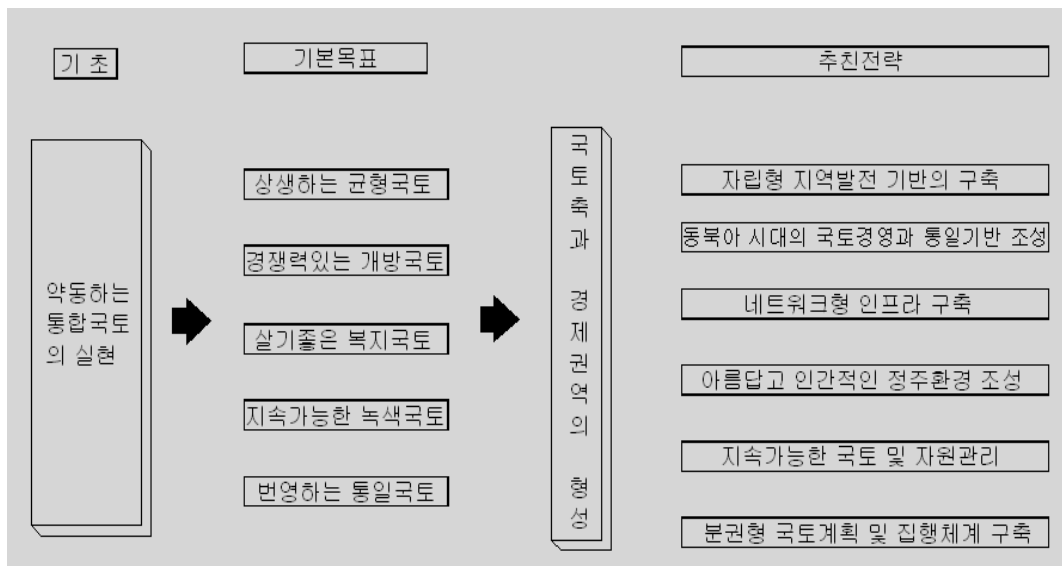 기 초
기본목표
추친전략
약동하는
통합국토
의 실현
상생하는 균형국토
경쟁력있는 개방국토
살기좋은 복지국토
지속가능한 녹색국토
번영하는 통일국토
국토축과 경제권역의 형성
자립형 지역발전 기반의 구축
동북아 시대의 국토경영과 통일기반 조성
네트워크형 인프라 구축
아름답고 인간적인 정주환경 조성
지속가능한 국토 및 자원관리
분권형 국토계획 및 집행체계 구축